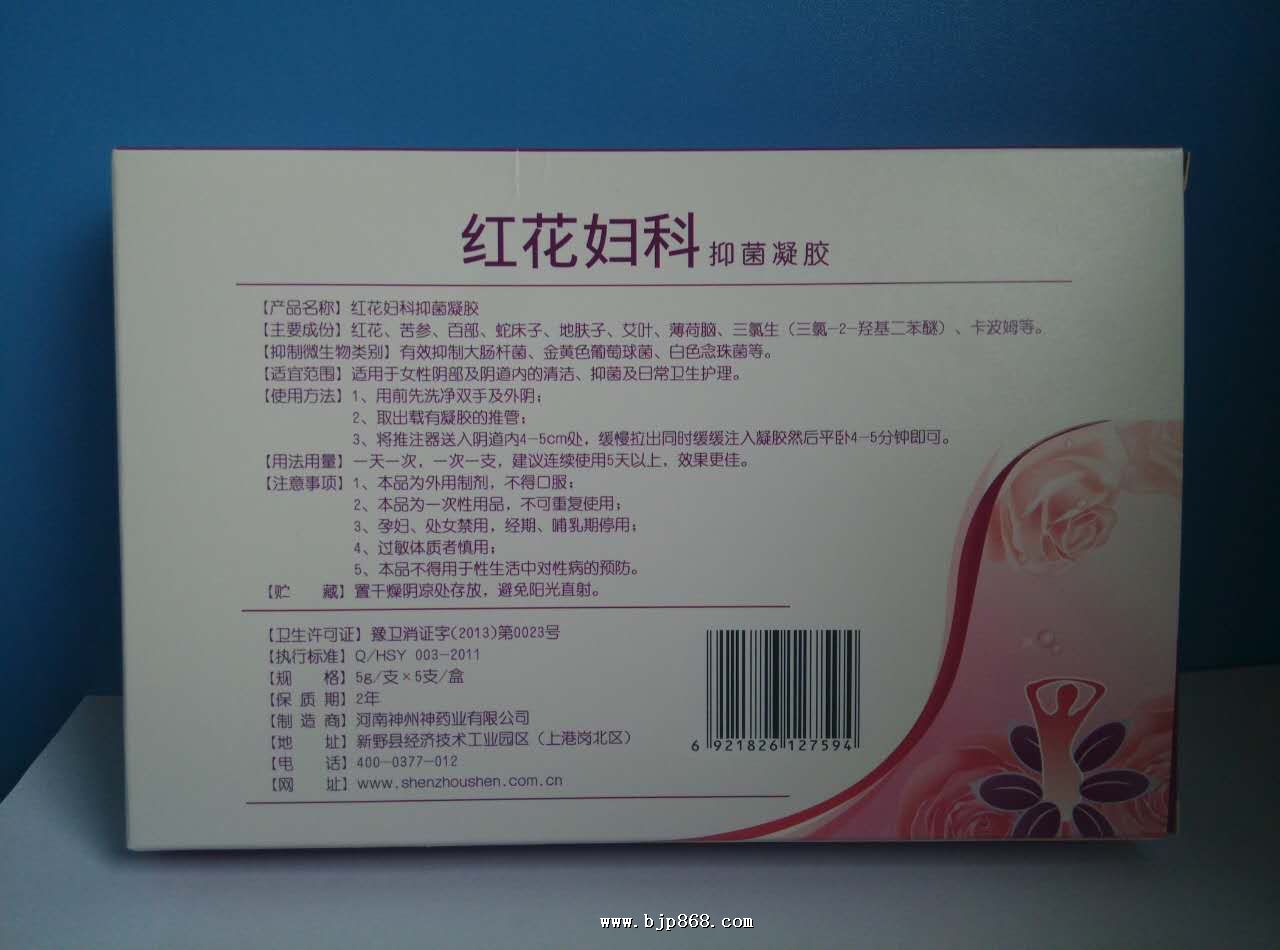 红花妇科 抑菌凝胶
【产品名称】红花妇科抑菌凝胶
【主要成份】红花、苦参、百部、蛇床子、地肤子、艾叶、薄荷脑、三氯生（三氯-2-羟基二苯醚）、卡波姆等。
【抑制微生物类别】有效抑制大肠杆菌、金黄色葡萄球菌、白色念珠菌等。
【适宜范围】适用于女性阴部及阴道内的清洁、抑菌及日常卫生护理。
【使用方法】1、用前先洗净双手及外阴；
2、取出载有凝胶的推管；
3、将推注器送入阴道内4-5cm处，缓慢拉出同时缓缓注入凝胶然后平卧4-5分钟即可。
【用法用量】一天一次，一次一支，建议连续使用5天以上，效果更佳。
【注意事项】1、本品为外用制剂，不得口服；
2、本品为一次性用品，不可重复使用；
3、孕妇、处女禁用，经期、哺乳期停用；
4、过敏体质者慎用；
5、本品不得用于性生活中对性病的预防。
【贮 藏】置干燥阴凉处存放，避免阳光直射。
【卫生许可证】豫卫消证字(2013)第0023号
【执行标准】Q/HSY 003-2011
【规 格】5g/支×5支/盒
【保 质 期】2年
【制 造 商】河南神州神药业有限公司
【地 址】新野县经济技术工业园区（上港岗北区）
【电 话】400-0377-012
【网 址】www.shenzhoushen.com.cn
6 921826 127594
www.bjp868.com